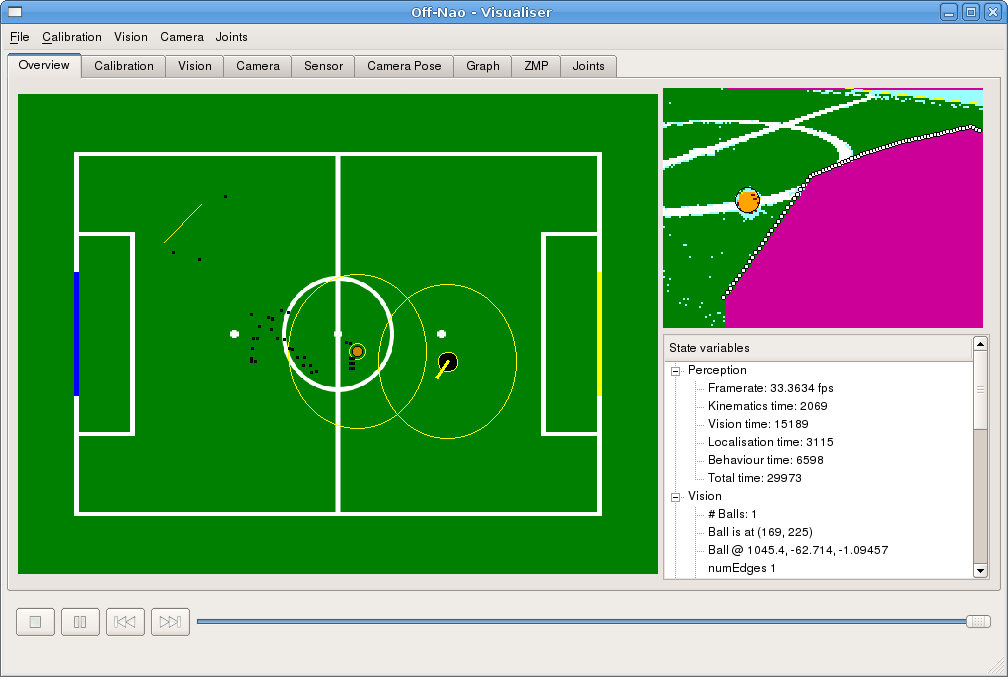 Off-Nao - Visualiser
File Calibration Vision Camera Joints
Overview Calibration Vision Camera Sensor Camera Pose Graph ZMP Joints
State variables
Perception
Framerate: 33.3634 fps
Kinematics time: 2069
Vision time: 15189
Localisation time: 3115
Behaviour time: 6598
Total time: 29973
Vision
# Balls: 1
Ball is at (169, 225)
Ball @ 1045.4, -62.714, -1.09457
numEdges 1